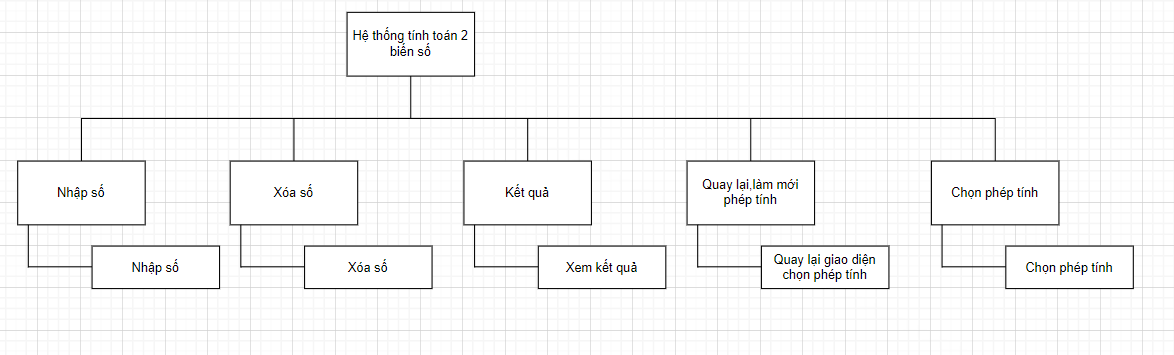 Hệ thống tính toán 2
biến số
Nhập số
Xóa số
Kết quả
Quay lại,làm mới
phép tính
Chọn phép tính
Nhập số
Xóa số
Xem kết quả
Quay lại giao diện
chọn phép tính
Chọn phép tính